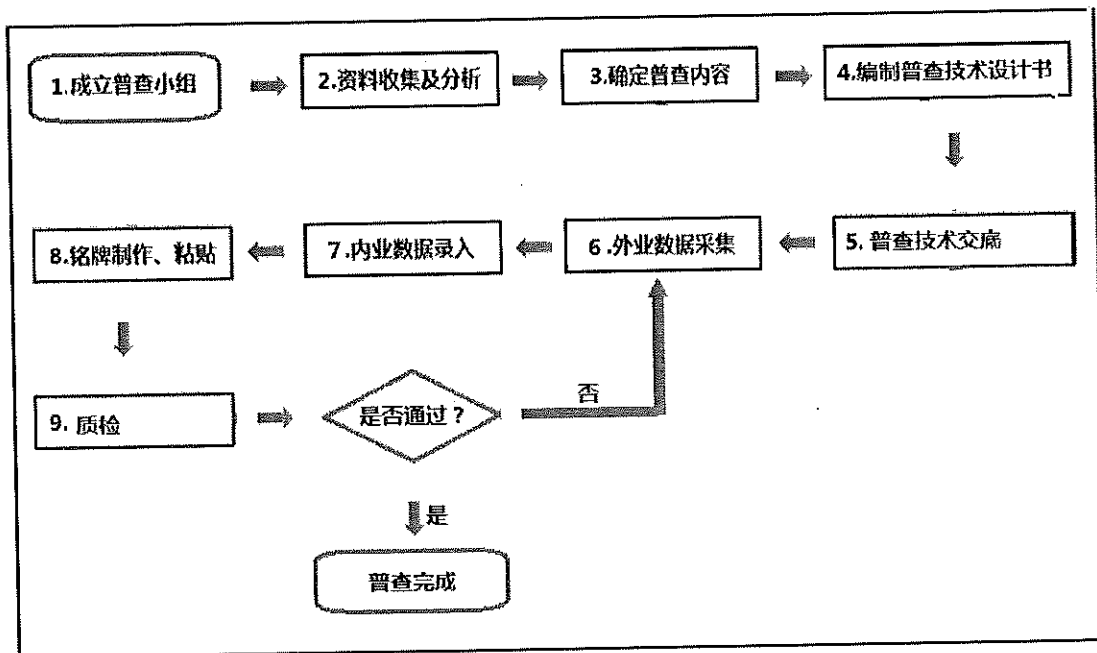 1.成立普查小组
2.资料收集及分析
3.确定普查内容
4.编制普查技术设计书
8.铭牌制作、粘贴
7.内业数据录入
6.外业数据采集
5. 普查技术交底
9. 质检
是否通过？
否
是
普查完成